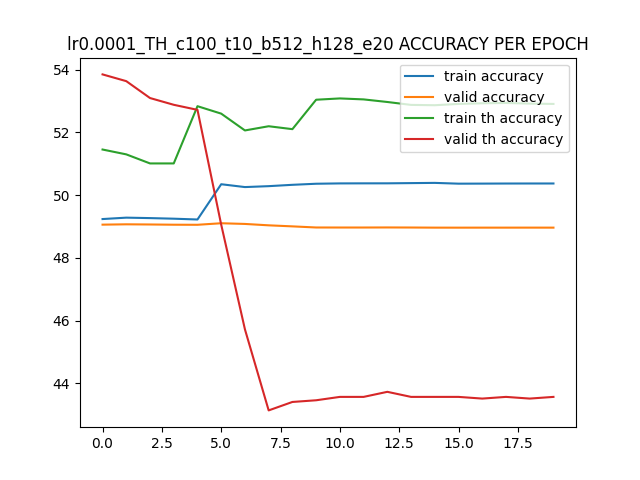 lr0.0001_TH_c100_t10_b512_h128_e20 ACCURACY PER EPOCH
train accuracy
valid accuracy
train th accuracy
valid th accuracy
54
52
50
48
46
44
0.0 2.5 5.0 7.5 10.0 12.5 15.0 17.5